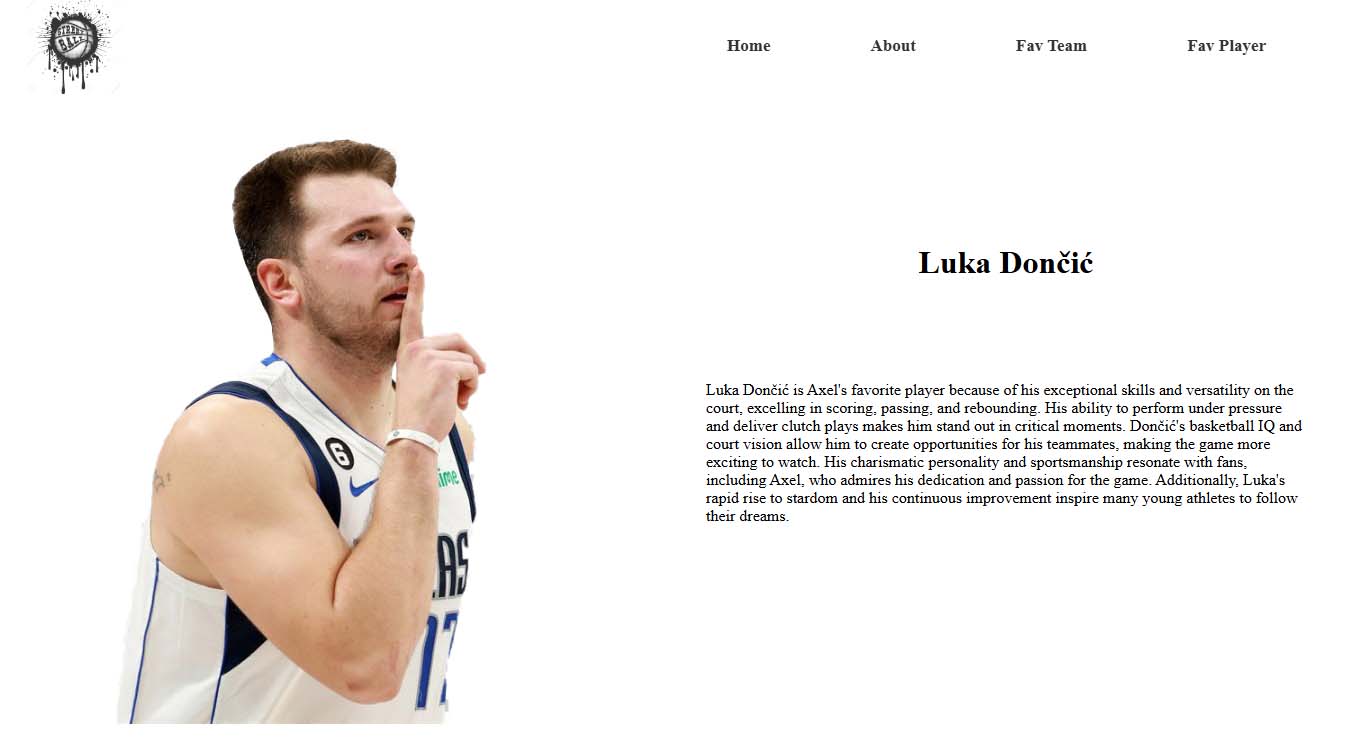 STREET
BALL
Home About Fav Team Fav Player
Luka Dončić
Luka Dončić is Axel's favorite player because of his exceptional skills and versatility on the
court, excelling in scoring, passing, and rebounding. His ability to perform under pressure
and deliver clutch plays makes him stand out in critical moments. Dončić's basketball IQ and
court vision allow him to create opportunities for his teammates, making the game more
exciting to watch. His charismatic personality and sportsmanship resonate with fans,
including Axel, who admires his dedication and passion for the game. Additionally, Luka's
rapid rise to stardom and his continuous improvement inspire many young athletes to follow
their dreams.
6
ime
AS